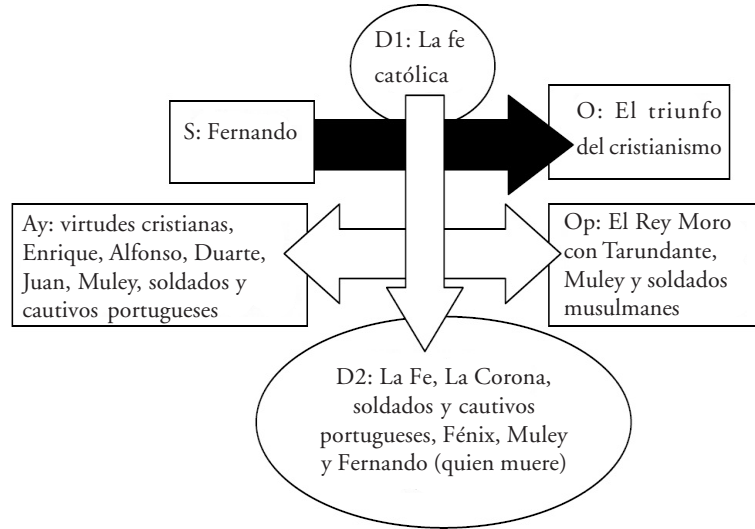 D1: La fe
católica
S: Fernando
O: El triunfo
del cristianismo
Ay: virtudes cristianas,
Enrique, Alfonso, Duarte,
Juan, Muley, soldados y
cautivos portugueses
Op: El Rey Moro
con Tarundante,
Muley y soldados
musulmanes
D2: La Fe, La Corona,
soldados y cautivos
portugueses, Fénix, Muley
y Fernando (quien muere)